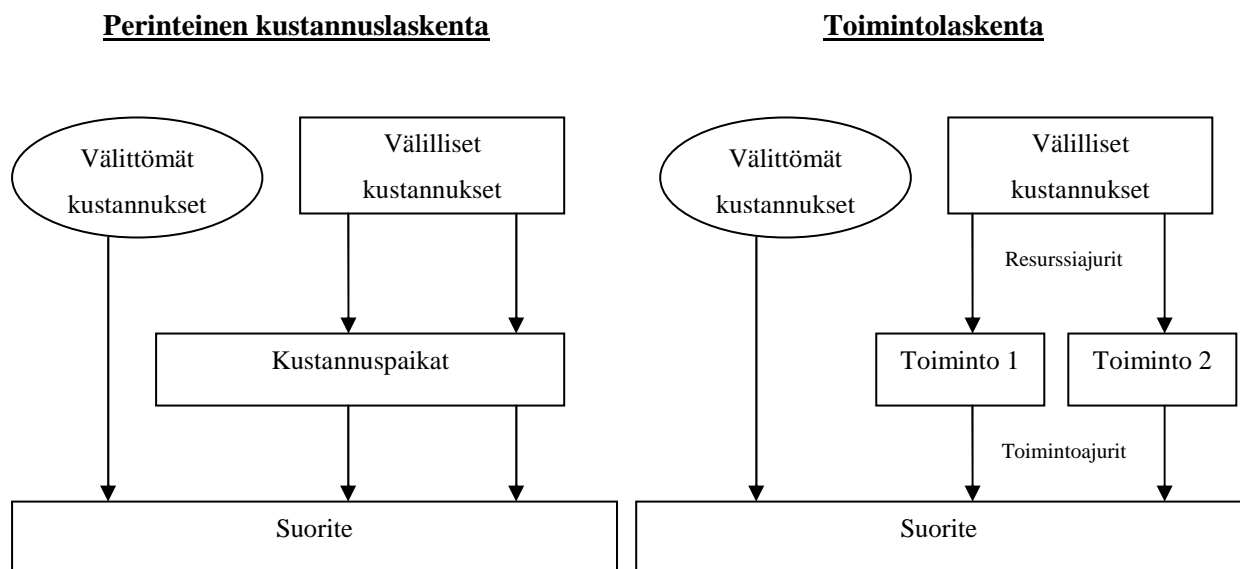 Perinteinen kustannuslaskenta
Välittömät
kustannukset
Välilliset
kustannukset
Kustannuspaikat
Suorite
Toimintolaskenta
Välittömät
kustannukset
Välilliset
kustannukset
Resurssiajurit
Toiminto 1
Toiminto 2
Toimintoajurit
Suorite